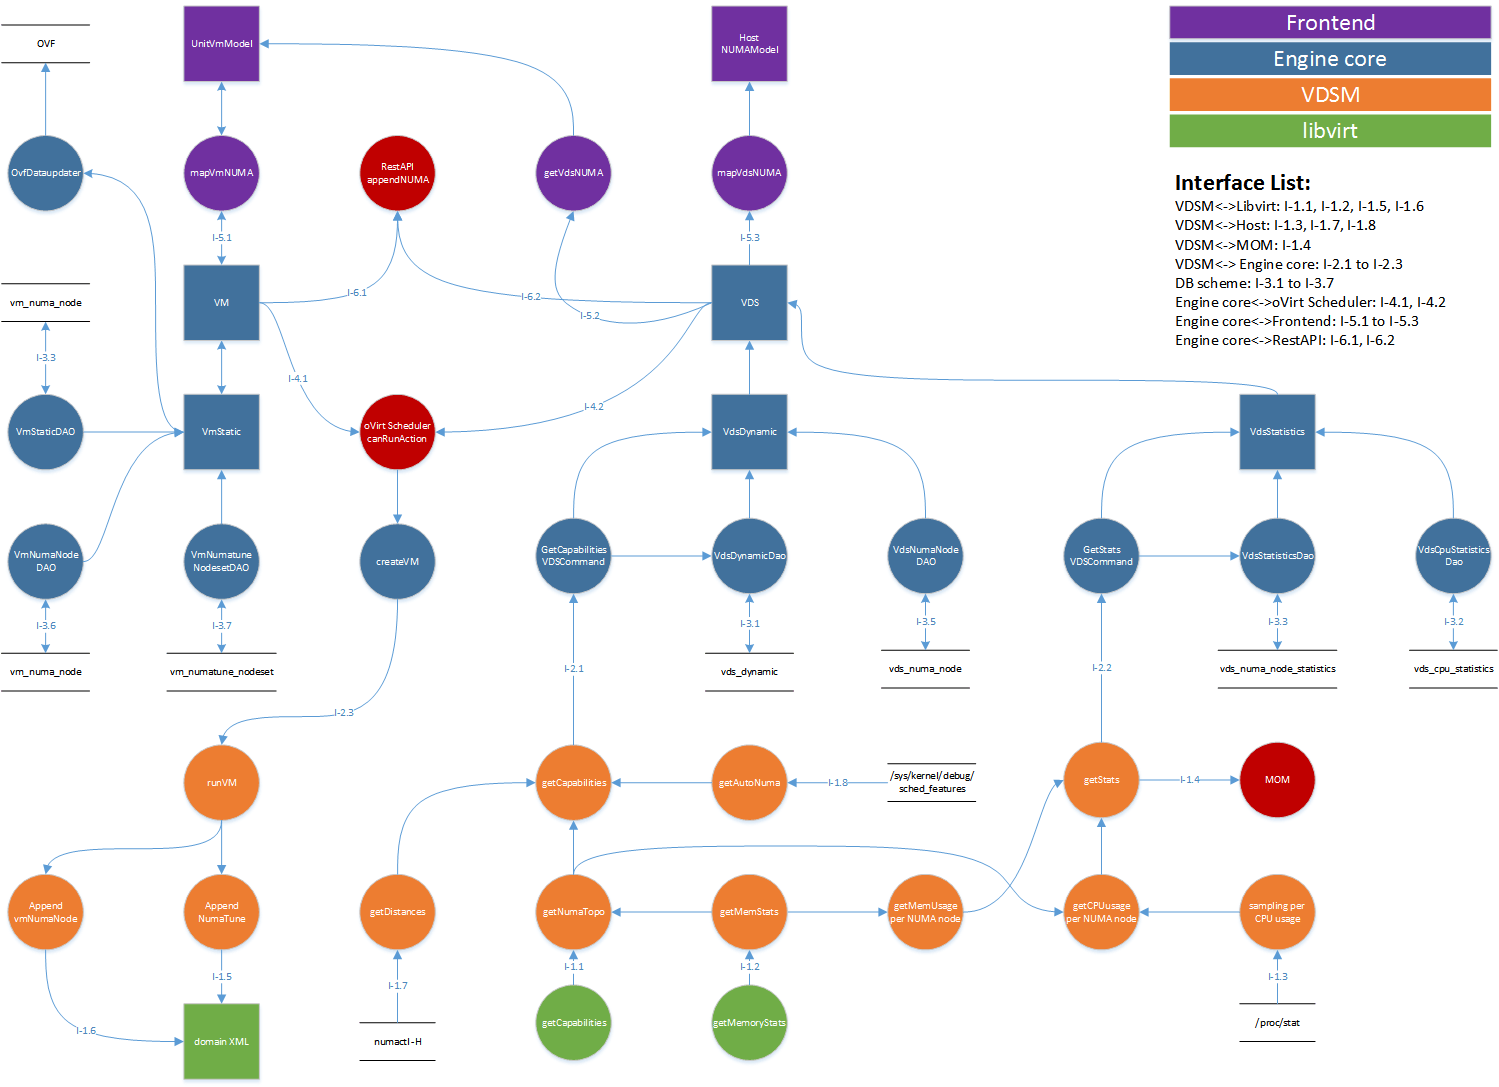 OVF
UnitVmModel
Host
NUMAModel
Frontend
Engine core
VDSM
libvirt
OvfDataupdater
mapVmNUMA
RestAPI
appendNUMA
getVdsNUMA
mapVdsNUMA
Interface List:
VDSM<->Libvirt: I-1.1, I-1.2, I-1.5, I-1.6
VDSM<->Host: I-1.3, I-1.7, I-1.8
VDSM<->MOM: I-1.4
VDSM<-> Engine core: I-2.1 to I-2.3
DB scheme: I-3.1 to I-3.7
Engine core<->oVirt Scheduler: I-4.1, I-4.2
Engine core<->Frontend: I-5.1 to I-5.3
Engine core<->RestAPI: I-6.1, I-6.2
I-5.1
I-5.3
vm_numa_node
VM
I-6.1
I-6.2
I-5.2
VDS
I-3.3
I-4.1
I-4.2
VmStaticDAO
VmStatic
oVirt Scheduler
canRunAction
VdsDynamic
VdsStatistics
VmNumaNode
DAO
VmNumatune
NodesetDAO
createVM
GetCapabilities
VDSCommand
VdsDynamicDao
VdsNumaNode
DAO
GetStats
VDSCommand
VdsStatisticsDao
VdsCpuStatistics
Dao
I-3.6
I-3.7
I-3.1
I-3.5
I-3.3
I-3.2
vm_numa_node
vm_numatune_nodeset
I-2.1
vds_dynamic
vds_numa_node
I-2.2
vds_numa_node_statistics
vds_cpu_statistics
I-2.3
runVM
getCapabilities
getAutoNuma
I-1.8
/sys/kernel/debug/
sched_features
getStats
I-1.4
MOM
Append
vmNumaNode
Append
NumaTune
getDistances
getNumaTopo
getMemStats
getMemUsage
per NUMA node
getCPUusage
per NUMA node
sampling per
CPU usage
I-1.5
I-1.7
I-1.1
I-1.2
I-1.3
I-1.6
domain XML
numactl -H
getCapabilities
getMemoryStats
/proc/stat